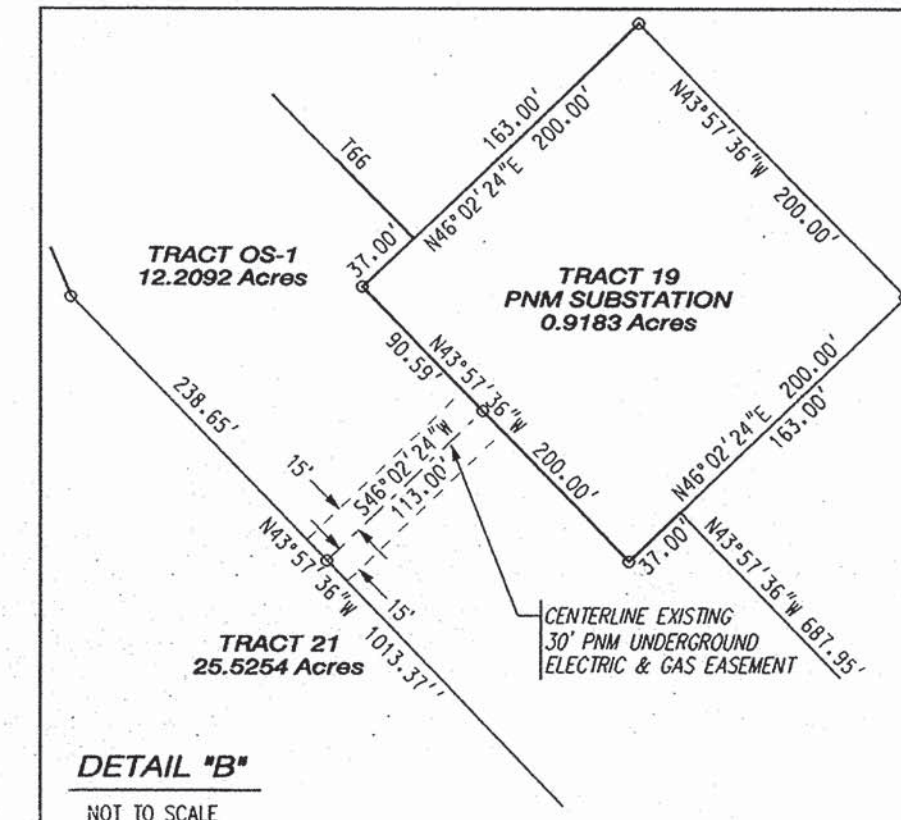 163.00'
N46°02'24"E 200.00'
N43°57'36"W 200.00'
T66
37.00'
TRACT OS-1
12.2092 Acres
TRACT 19
PNM SUBSTATION
0.9183 Acres
90.59'
N43°57'36"W
200.00'
238.65'
15'
S46°02'24"W
113.00'
N46°02'24"E 200.00'
163.00'
37.00'
N43°57'36"W 687.95'
N43°57'36"W 1013.37''
15'
CENTERLINE EXISTING
30' PNM UNDERGROUND
ELECTRIC & GAS EASEMENT
TRACT 21
25.5254 Acres
DETAIL "B"
NOT TO SCALE